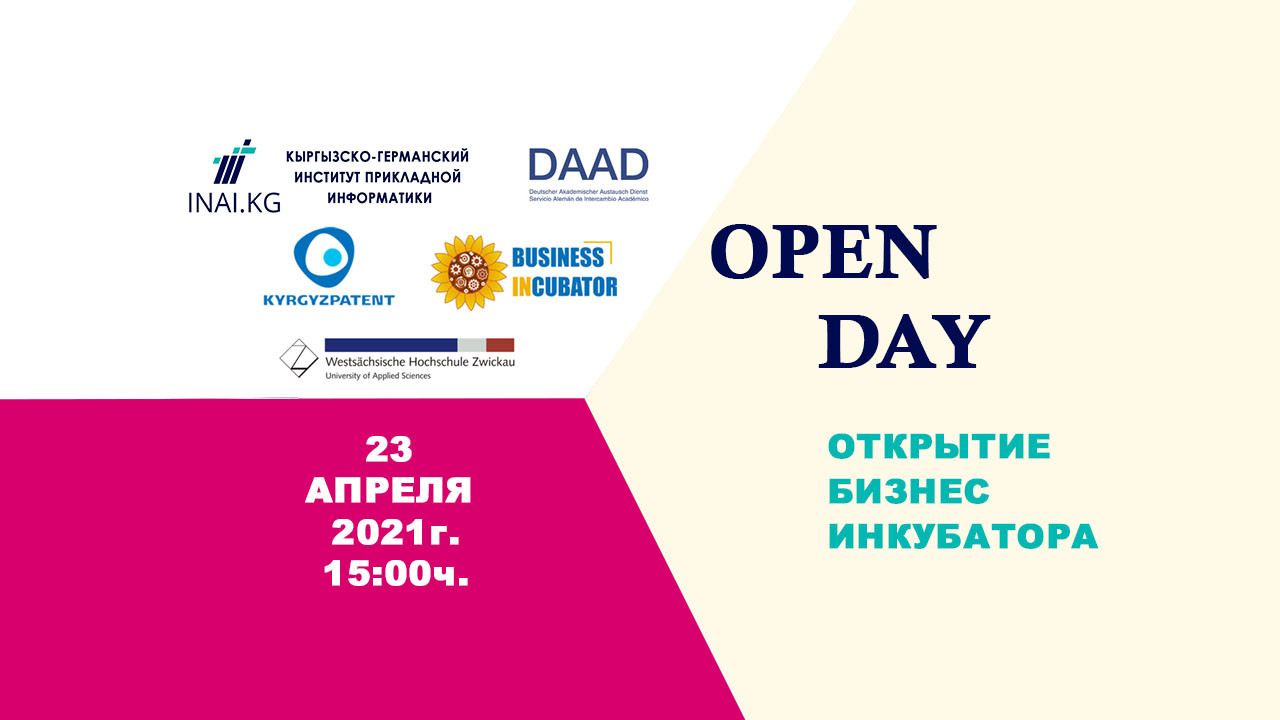 INAI.KG
КЫРГЫЗСКО-ГЕРМАНСКИЙ
ИНСТИТУТ ПРИКЛАДНОЙ
ИНФОРМАТИКИ
DAAD
Deutscher Akademischer Austausch Dienst
Servicio Alemán de Intercambio Académico
KYRGYZPATENT
BUSINESS
INCUBATOR
Westsächsische Hochschule Zwickau
University of Applied Sciences
OPEN
DAY
23
АПРЕЛЯ
2021г.
15:00ч.
ОТКРЫТИЕ
БИЗНЕС
ИНКУБАТОРА